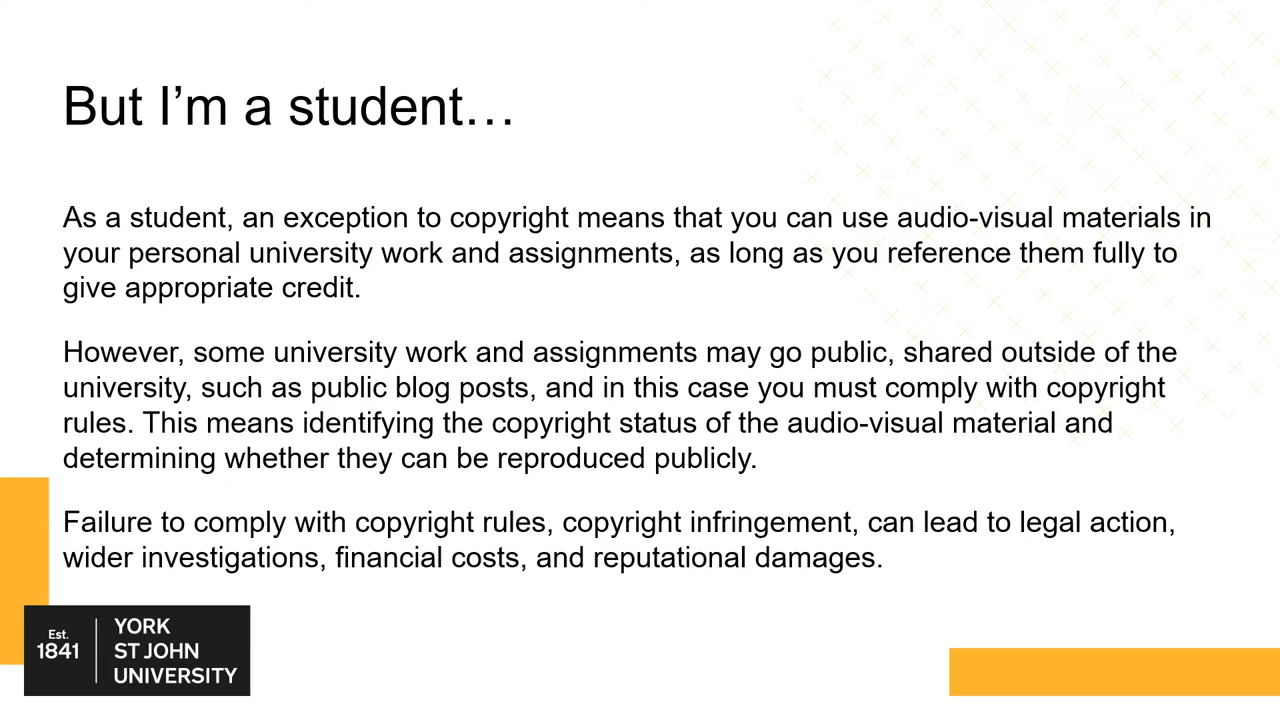 But I’m a student…
As a student, an exception to copyright means that you can use audio-visual materials in
your personal university work and assignments, as long as you reference them fully to
give appropriate credit.
However, some university work and assignments may go public, shared outside of the
university, such as public blog posts, and in this case you must comply with copyright
rules. This means identifying the copyright status of the audio-visual material and
determining whether they can be reproduced publicly.
Failure to comply with copyright rules, copyright infringement, can lead to legal action,
wider investigations, financial costs, and reputational damages.
Est.
1841
YORK
ST JOHN
UNIVERSITY